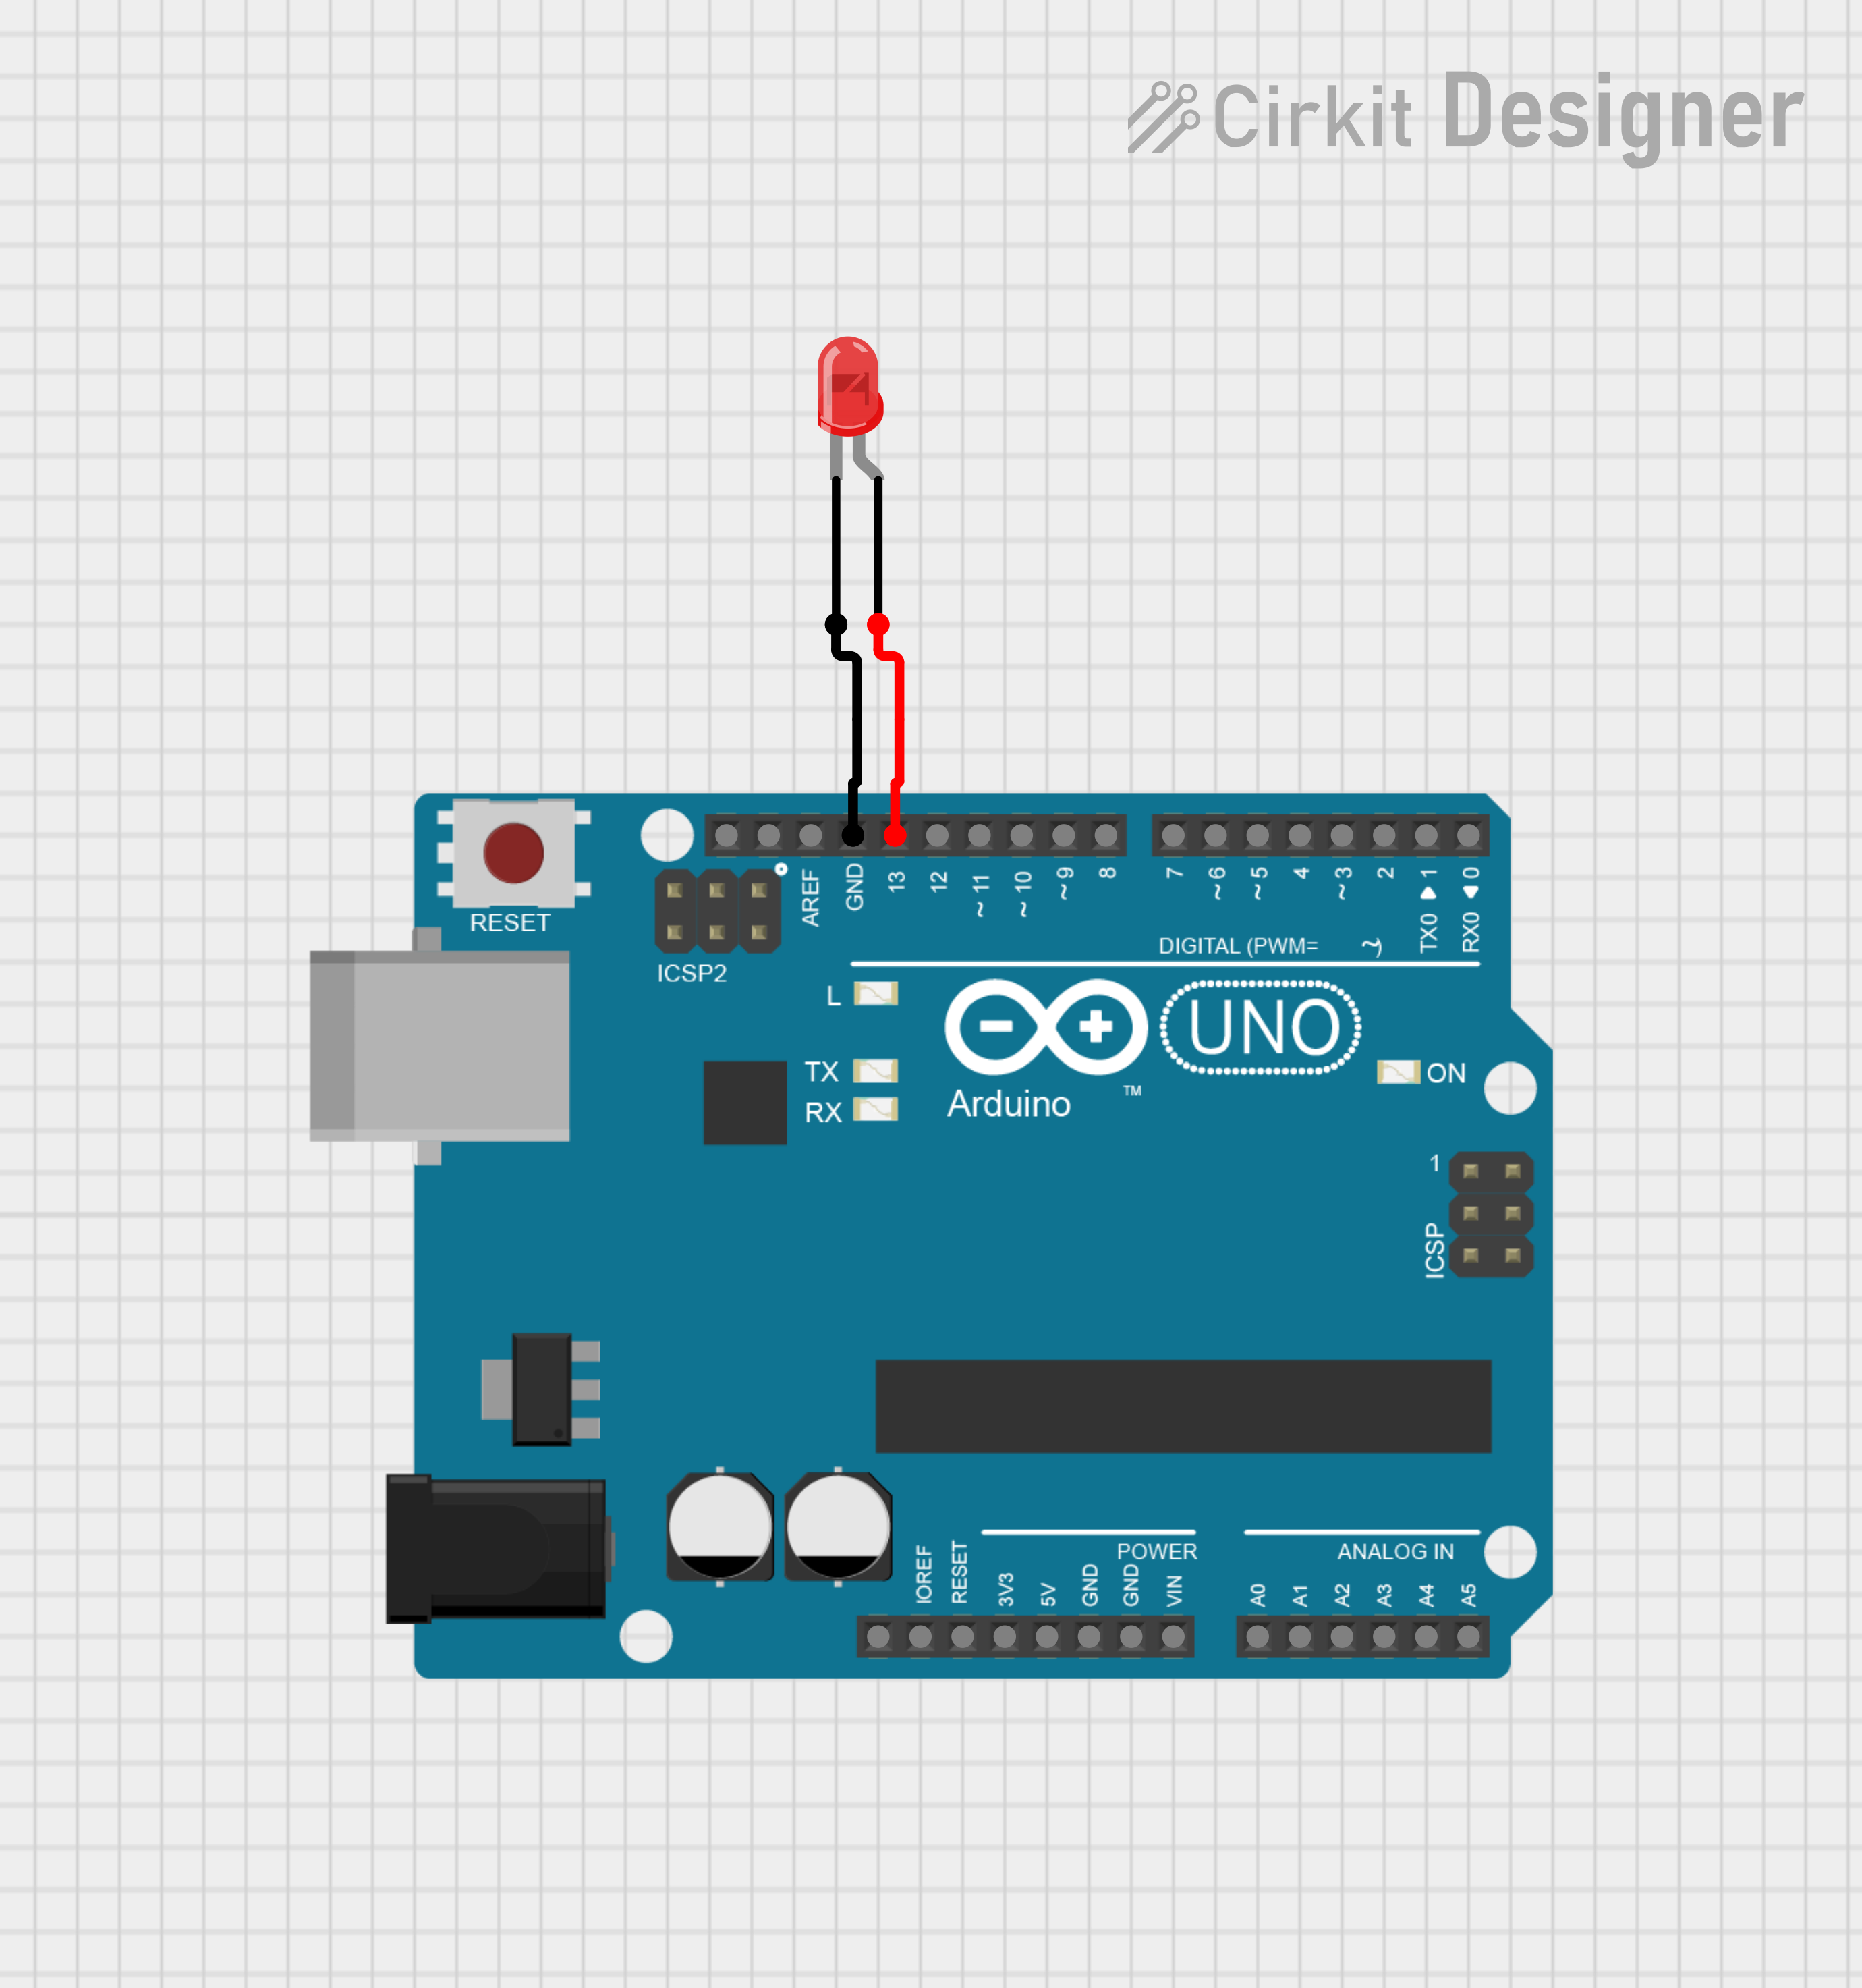 Cirkit Designer
RESET
ICSP2
AREF
GND
13
12
~11
~10
~9
8
7
~6
~5
4
~3
2
TX0 ▶ 1
RX0 ◀ 0
DIGITAL (PWM= ~)
L
TX
RX
UNO
Arduino
TM
ON
1
ICSP
IOREF
RESET
3V3
5V
GND
GND
VIN
POWER
ANALOG IN
A0
A1
A2
A3
A4
A5